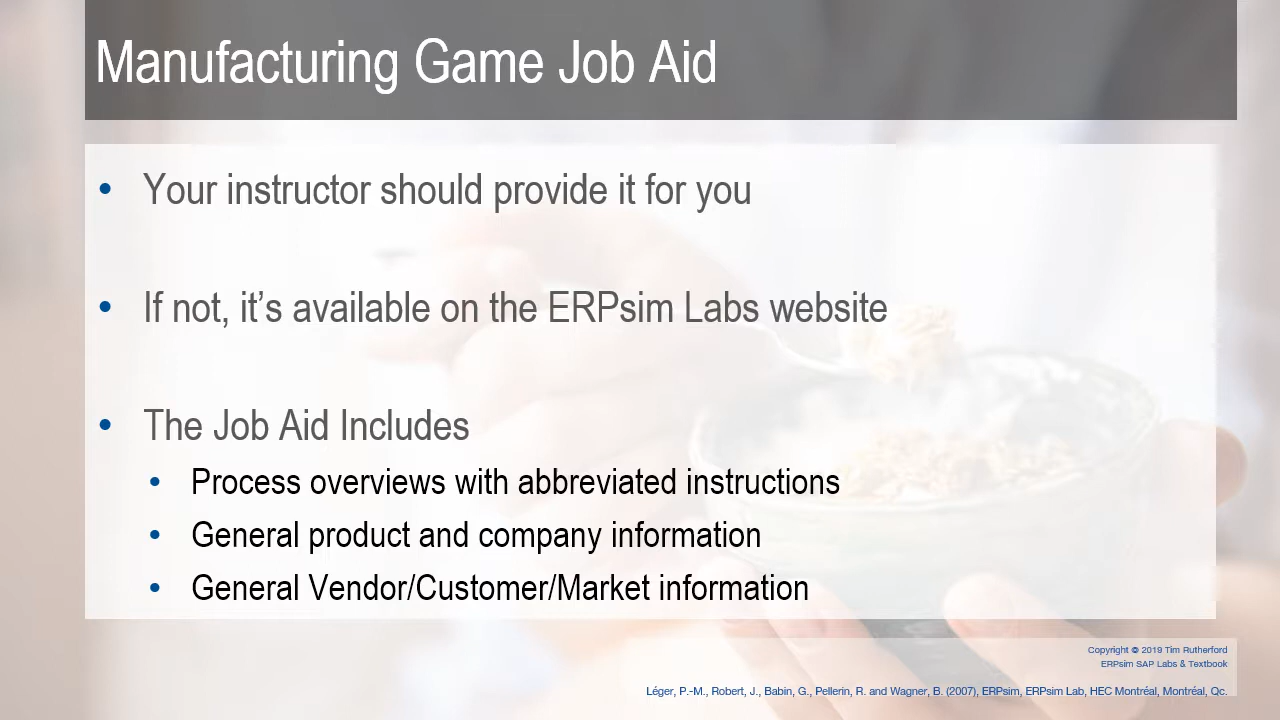 Manufacturing Game Job Aid
• Your instructor should provide it for you
• If not, it’s available on the ERPsim Labs website
• The Job Aid Includes
• Process overviews with abbreviated instructions
• General product and company information
• General Vendor/Customer/Market information
Copyright © 2019 Tim Rutherford
ERPsim SAP Labs & Textbook
Léger, P.-M., Robert, J., Babin, G., Pellerin, R. and Wagner, B. (2007), ERPsim, ERPsim Lab, HEC Montréal, Montréal, Qc.